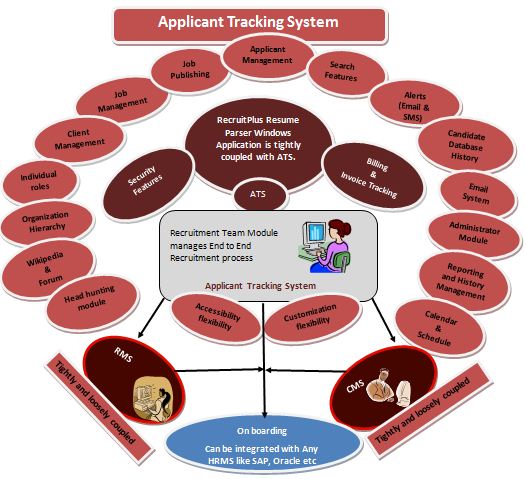 Applicant Tracking System
Applicant
Management
Job
Publishing
Search
Features
Job
Management
Alerts
(Email &
SMS)
Client
Management
Candidate
Database
History
Individual
roles
Email
System
Organization
Hierarchy
Administrator
Module
Wikipedia
&
Forum
Reporting
and History
Management
Head hunting
module
Calendar
&
Schedule
RecruitPlus Resume
Parser Windows
Application is tightly
coupled with ATS.
Security
Features
Billing
&
Invoice Tracking
ATS
Recruitment Team Module
manages End to End
Recruitment process
Applicant Tracking System
Accessibility
flexibility
Customization
flexibility
RMS
CMS
Tightly and loosely coupled
Tightly and loosely coupled
On boarding
Can be integrated with Any
HRMS like SAP, Oracle etc